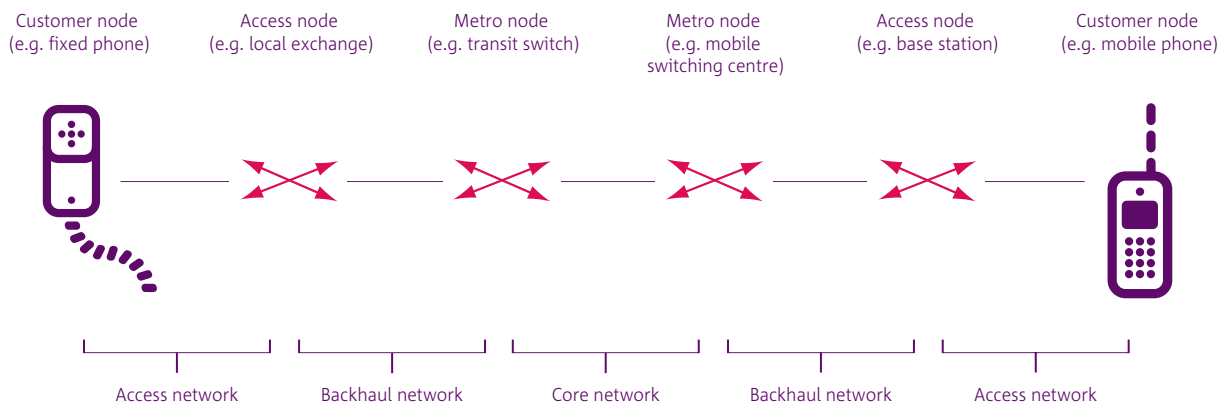 Customer node
(e.g. fixed phone)
Access node
(e.g. local exchange)
Metro node
(e.g. transit switch)
Metro node
(e.g. mobile
switching centre)
Access node
(e.g. base station)
Customer node
(e.g. mobile phone)
Access network
Backhaul network
Core network
Backhaul network
Access network